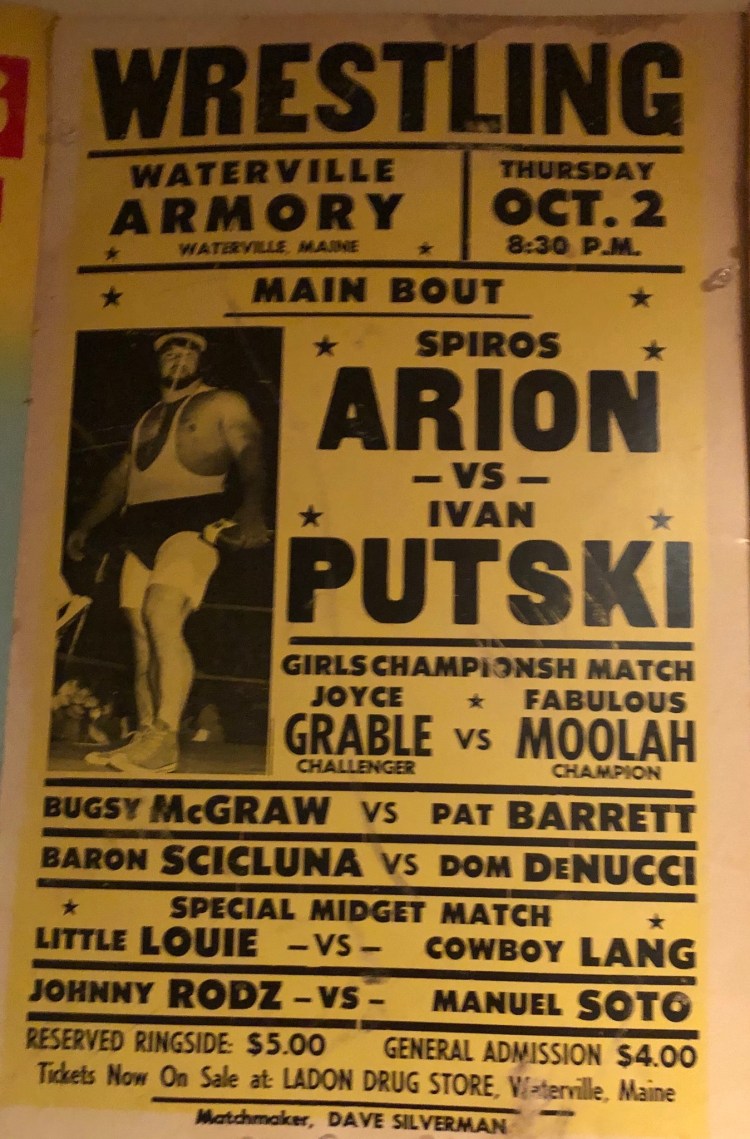 WRESTLING
WATERVILLE
ARMORY
WATERVILLE, MAINE
THURSDAY
OCT. 2
8:30 P.M.
MAIN BOUT
SPIROS
ARION
– VS –
IVAN
PUTSKI
GIRLS CHAMPIONSH MATCH
JOYCE
GRABLE
CHALLENGER
VS
FABULOUS
MOOLAH
CHAMPION
BUGSY McGRAW VS PAT BARRETT
BARON SCICLUNA VS DOM DENUCCI
SPECIAL MIDGET MATCH
LITTLE LOUIE – VS – COWBOY LANG
JOHNNY RODZ – VS – MANUEL SOTO
RESERVED RINGSIDE: $5.00 GENERAL ADMISSION $4.00
Tickets Now On Sale at: LADON DRUG STORE, Waterville, Maine
Matchmaker, DAVE SILVERMAN